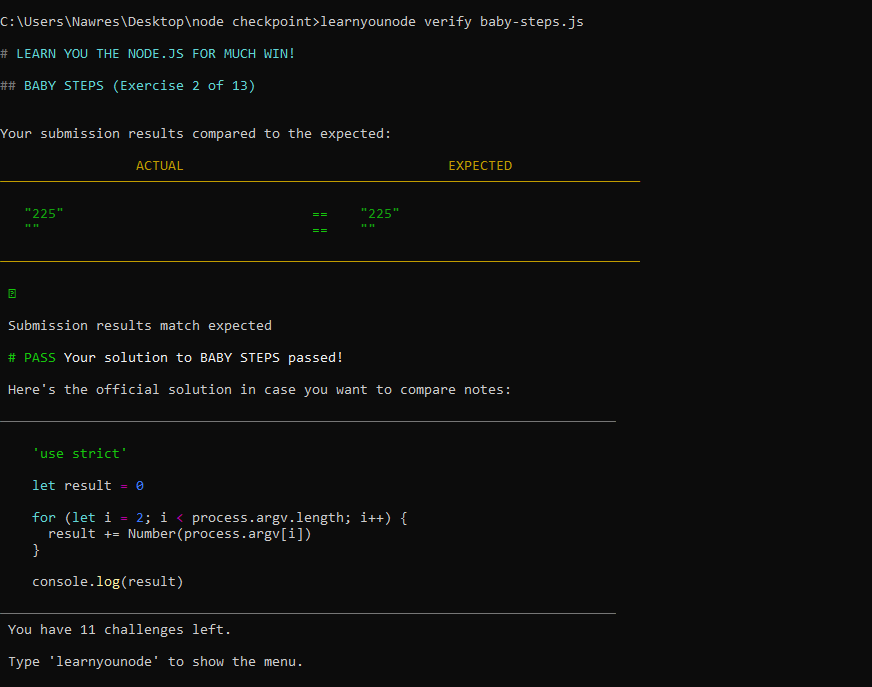 C:\Users\Nawres\Desktop\node checkpoint>learnyounode verify baby-steps.js
# LEARN YOU THE NODE.JS FOR MUCH WIN!
## BABY STEPS (Exercise 2 of 13)
Your submission results compared to the expected:
ACTUAL EXPECTED
"225" == "225"
"" == ""
Submission results match expected
# PASS Your solution to BABY STEPS passed!
Here's the official solution in case you want to compare notes:
'use strict'
let result = 0
for (let i = 2; i < process.argv.length; i++) {
result += Number(process.argv[i])
}
console.log(result)
You have 11 challenges left.
Type 'learnyounode' to show the menu.